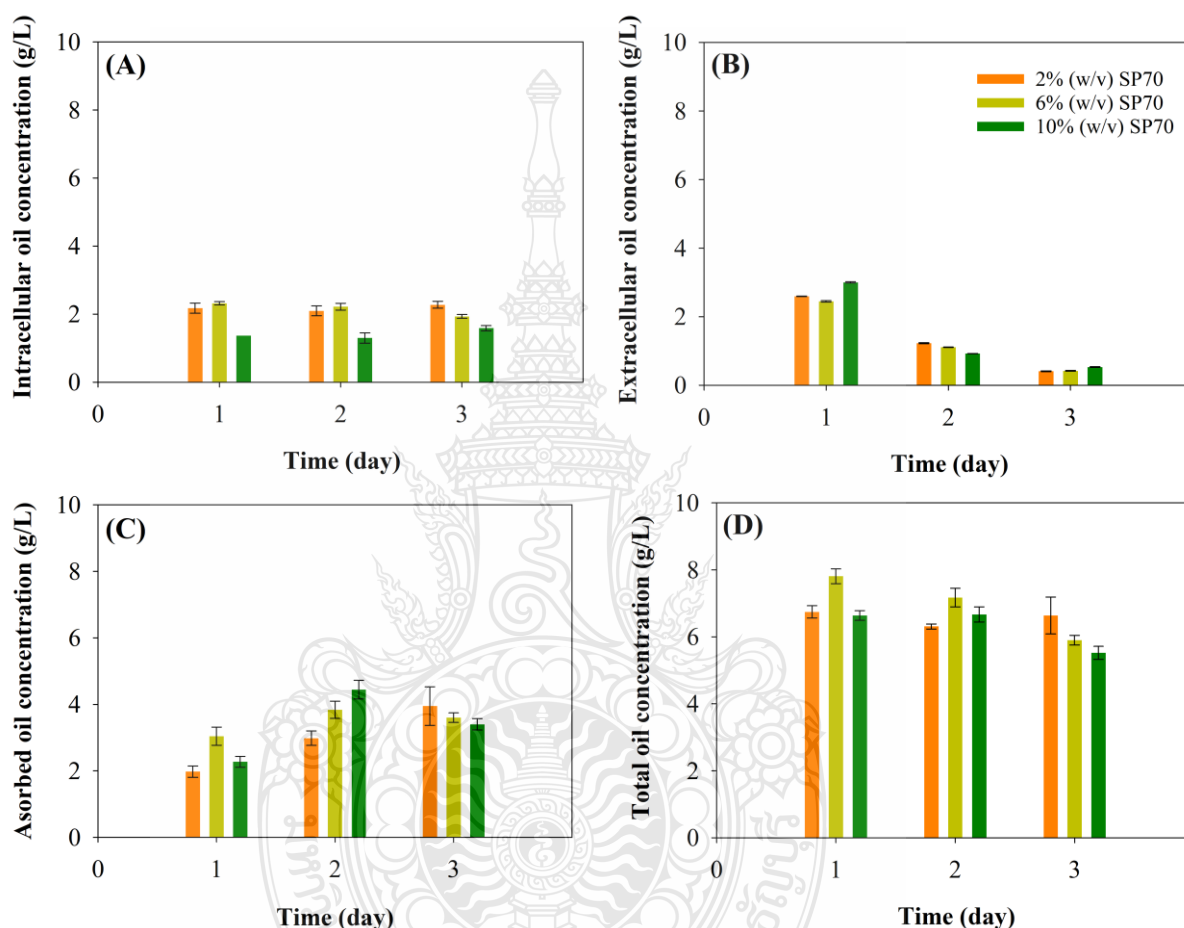 (A)
Intracellular oil concentration (g/L)
10
8
6
4
2
0
0 1 2 3
Time (day)
(B)
Extracellular oil concentration (g/L)
10
8
6
4
2
0
0 1 2 3
Time (day)
2% (w/v) SP70
6% (w/v) SP70
10% (w/v) SP70
(C)
Asorbed oil concentration (g/L)
10
8
6
4
2
0
0 1 2 3
Time (day)
(D)
Total oil concentration (g/L)
10
8
6
4
2
0
0 1 2 3
Time (day)